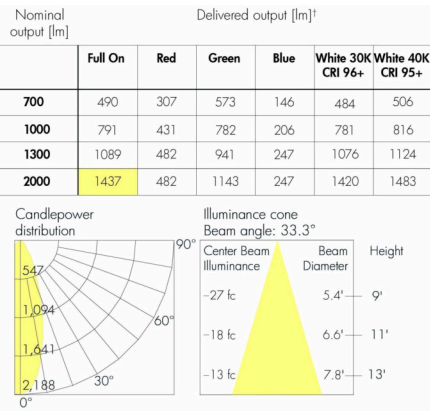 Nominal output [lm] Delivered output [lm]†
Full On Red Green Blue White 30K CRI 96+ White 40K CRI 95+
700 490 307 573 146 484 506
1000 791 431 782 206 781 816
1300 1089 482 941 247 1076 1124
2000 1437 482 1143 247 1420 1483
Candlepower distribution
90°
547
1,094
60°
1,641
30°
2,188
0°
Illuminance cone
Beam angle: 33.3°
Center Beam Illuminance Beam Diameter Height
27 fc 5.4' 9'
18 fc 6.6' 11'
13 fc 7.8' 13'